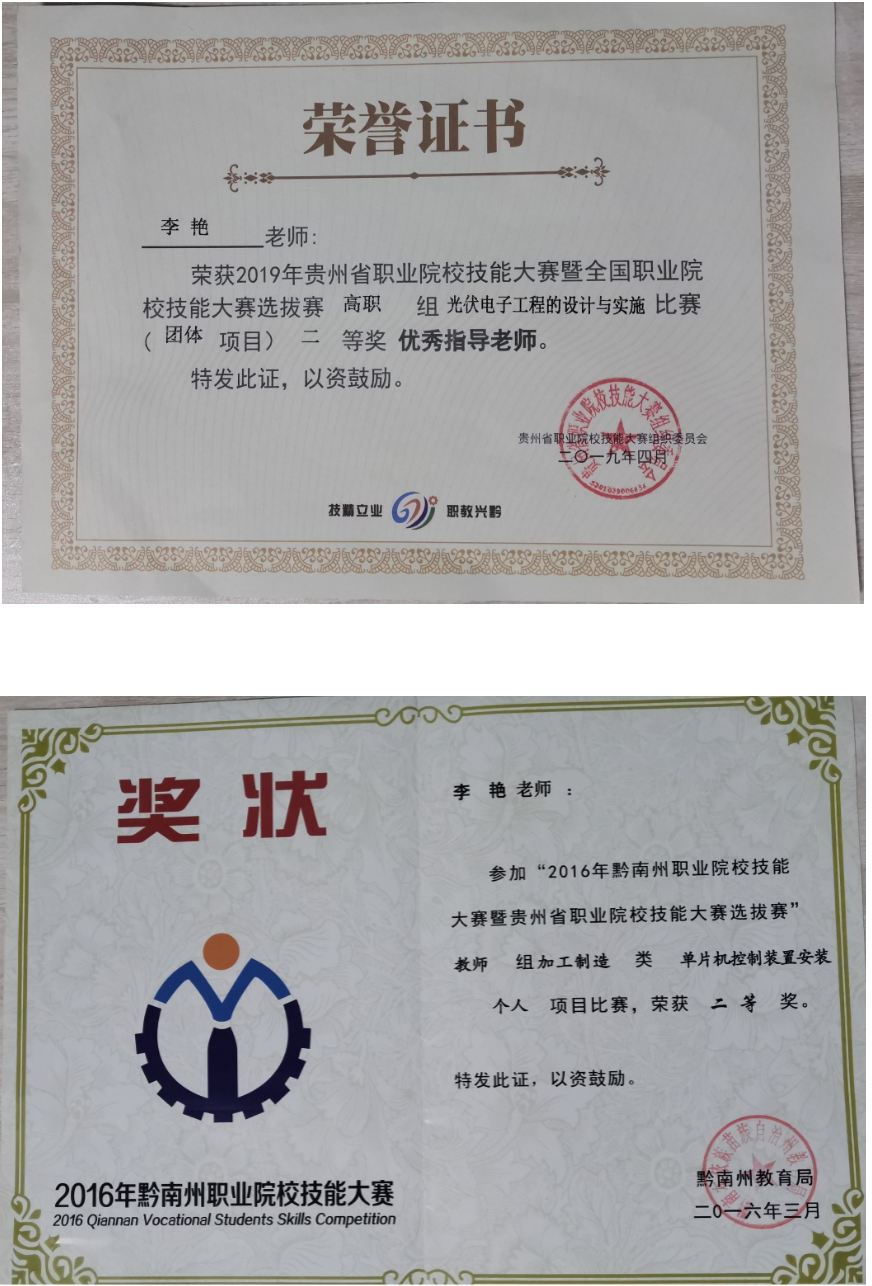 荣誉证书
李 艳 老师:
荣获2019年贵州省职业院校技能大赛暨全国职业院
校技能大赛选拔赛 高职 组 光伏电子工程的设计与实施 比赛
( 团体 项目) 二 等奖 优秀指导老师。
特发此证，以资鼓励。
贵州省职业院校技能大赛组织委员会
二〇一九年四月
技精立业 职教兴黔
奖 状
李 艳 老师 :
参加“2016年黔南州职业院校技能
大赛暨贵州省职业院校技能大赛选拔赛”
教师 组 加工制造 类 单片机控制装置安装
个人 项目比赛，荣获 二 等 奖。
特发此证，以资鼓励。
黔南州教育局
二〇一六年三月
2016年黔南州职业院校技能大赛
2016 Qiannan Vocational Students Skills Competition